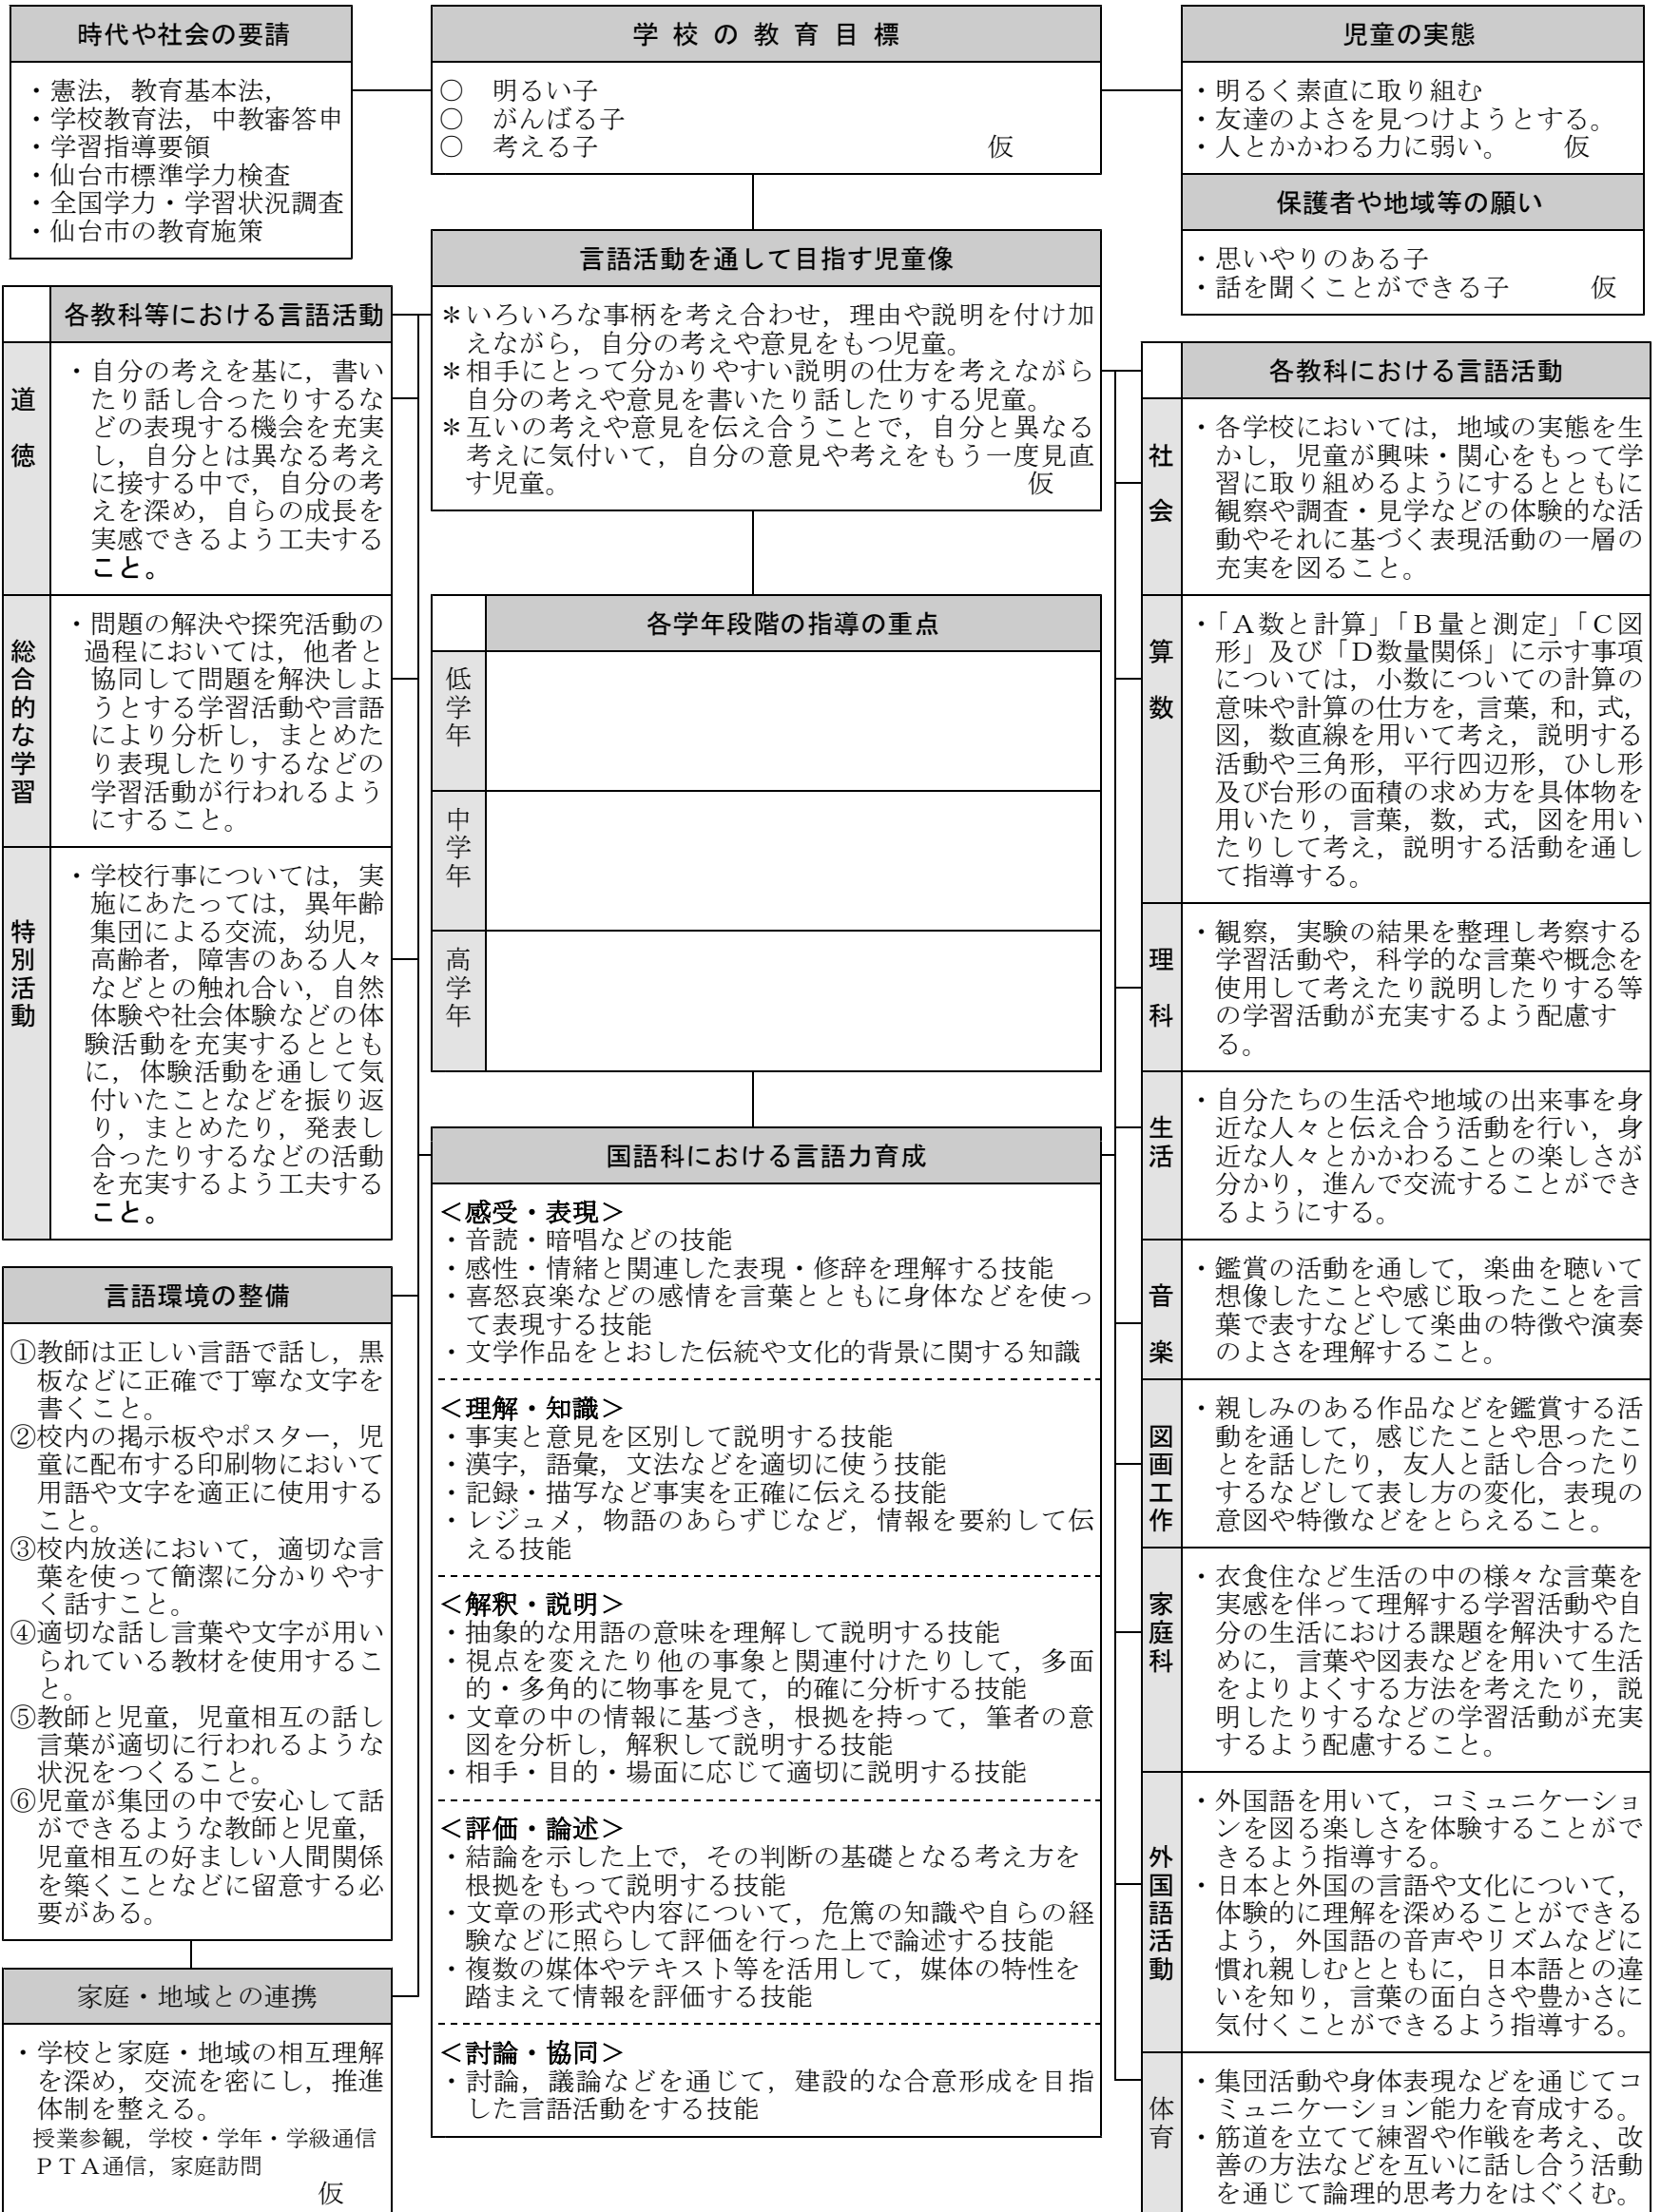 時代や社会の要請
・憲法，教育基本法，
・学校教育法，中教審答申
・学習指導要領
・仙台市標準学力検査
・全国学力・学習状況調査
・仙台市の教育施策
学校の教育目標
○　明るい子
○　がんばる子
○　考える子　仮
児童の実態
・明るく素直に取り組む
・友達のよさを見つけようとする。
・人とかかわる力に弱い。　仮
保護者や地域等の願い
・思いやりのある子
・話を聞くことができる子　仮
言語活動を通して目指す児童像
＊いろいろな事柄を考え合わせ，理由や説明を付け加
えながら，自分の考えや意見をもつ児童。
＊相手にとって分かりやすい説明の仕方を考えながら
自分の考えや意見を書いたり話したりする児童。
＊互いの考えや意見を伝え合うことで，自分と異なる
考えに気付いて，自分の意見や考えをもう一度見直
す児童。　仮
各教科等における言語活動
道徳
・自分の考えを基に，書い
たり話し合ったりするな
どの表現する機会を充実
し，自分とは異なる考え
に接する中で，自分の考
えを深め，自らの成長を
実感できるよう工夫する
こと。
総合的な学習
・問題の解決や探究活動の
過程においては，他者と
協同して問題を解決しよ
うとする学習活動や言語
により分析し，まとめた
り表現したりするなどの
学習活動が行われるよう
にすること。
特別活動
・学校行事については，実
施にあたっては，異年齢
集団による交流，幼児，
高齢者，障害のある人々
などとの触れ合い，自然
体験や社会体験などの体
験活動を充実するととも
に，体験活動を通して気
付いたことなどを振り返
り，まとめたり，発表し
合ったりするなどの活動
を充実するよう工夫する
こと。
言語環境の整備
①教師は正しい言語で話し，黒
板などに正確で丁寧な文字を
書くこと。
②校内の掲示板やポスター，児
童に配布する印刷物において
用語や文字を適正に使用する
こと。
③校内放送において，適切な言
葉を使って簡潔に分かりやす
く話すこと。
④適切な話し言葉や文字が用い
られている教材を使用するこ
と。
⑤教師と児童，児童相互の話し
言葉が適切に行われるような
状況をつくること。
⑥児童が集団の中で安心して話
ができるような教師と児童，
児童相互の好ましい人間関係
を築くことなどに留意する必
要がある。
家庭・地域との連携
・学校と家庭・地域の相互理解
を深め，交流を密にし，推進
体制を整える。
授業参観，学校・学年・学級通信
ＰＴＡ通信，家庭訪問
仮
各学年段階の指導の重点
低学年
中学年
高学年
国語科における言語力育成
＜感受・表現＞
・音読・暗唱などの技能
・感性・情緒と関連した表現・修辞を理解する技能
・喜怒哀楽などの感情を言葉とともに身体などを使っ
て表現する技能
・文学作品をとおした伝統や文化的背景に関する知識
＜理解・知識＞
・事実と意見を区別して説明する技能
・漢字，語彙，文法などを適切に使う技能
・記録・描写など事実を正確に伝える技能
・レジュメ，物語のあらずじなど，情報を要約して伝
える技能
＜解釈・説明＞
・抽象的な用語の意味を理解して説明する技能
・視点を変えたり他の事象と関連付けたりして，多面
的・多角的に物事を見て，的確に分析する技能
・文章の中の情報に基づき，根拠を持って，筆者の意
図を分析し，解釈して説明する技能
・相手・目的・場面に応じて適切に説明する技能
＜評価・論述＞
・結論を示した上で，その判断の基礎となる考え方を
根拠をもって説明する技能
・文章の形式や内容について，危篤の知識や自らの経
験などに照らして評価を行った上で論述する技能
・複数の媒体やテキスト等を活用して，媒体の特性を
踏まえて情報を評価する技能
＜討論・協同＞
・討論，議論などを通じて，建設的な合意形成を目指
した言語活動をする技能
各教科における言語活動
社会
・各学校においては，地域の実態を生
かし，児童が興味・関心をもって学
習に取り組めるようにするとともに
観察や調査・見学などの体験的な活
動やそれに基づく表現活動の一層の
充実を図ること。
算数
・「Ａ数と計算」「Ｂ量と測定」「Ｃ図
形」及び「Ｄ数量関係」に示す事項
については，小数についての計算の
意味や計算の仕方を，言葉，和，式，
図，数直線を用いて考え，説明する
活動や三角形，平行四辺形，ひし形
及び台形の面積の求め方を具体物を
用いたり，言葉，数，式，図を用い
たりして考え，説明する活動を通し
て指導する。
理科
・観察，実験の結果を整理し考察する
学習活動や，科学的な言葉や概念を
使用して考えたり説明したりする等
の学習活動が充実するよう配慮す
る。
生活
・自分たちの生活や地域の出来事を身
近な人々と伝え合う活動を行い，身
近な人々とかかわることの楽しさが
分かり，進んで交流することができ
るようにする。
音楽
・鑑賞の活動を通して，楽曲を聴いて
想像したことや感じ取ったことを言
葉で表すなどして楽曲の特徴や演奏
のよさを理解すること。
図画工作
・親しみのある作品などを鑑賞する活
動を通して，感じたことや思ったこ
とを話したり，友人と話し合ったり
するなどして表し方の変化，表現の
意図や特徴などをとらえること。
家庭科
・衣食住など生活の中の様々な言葉を
実感を伴って理解する学習活動や自
分の生活における課題を解決するた
めに，言葉や図表などを用いて生活
をよりよくする方法を考えたり，説
明したりするなどの学習活動が充実
するよう配慮すること。
外国語活動
・外国語を用いて，コミュニケーショ
ンを図る楽しさを体験することがで
きるよう指導する。
・日本と外国の言語や文化について，
体験的に理解を深めることができる
よう，外国語の音声やリズムなどに
慣れ親しむとともに，日本語との違
いを知り，言葉の面白さや豊かさに
気付くことができるよう指導する。
体育
・集団活動や身体表現などを通じてコ
ミュニケーション能力を育成する。
・筋道を立てて練習や作戦を考え、改
善の方法などを互いに話し合う活動
を通じて論理的思考力をはぐくむ。